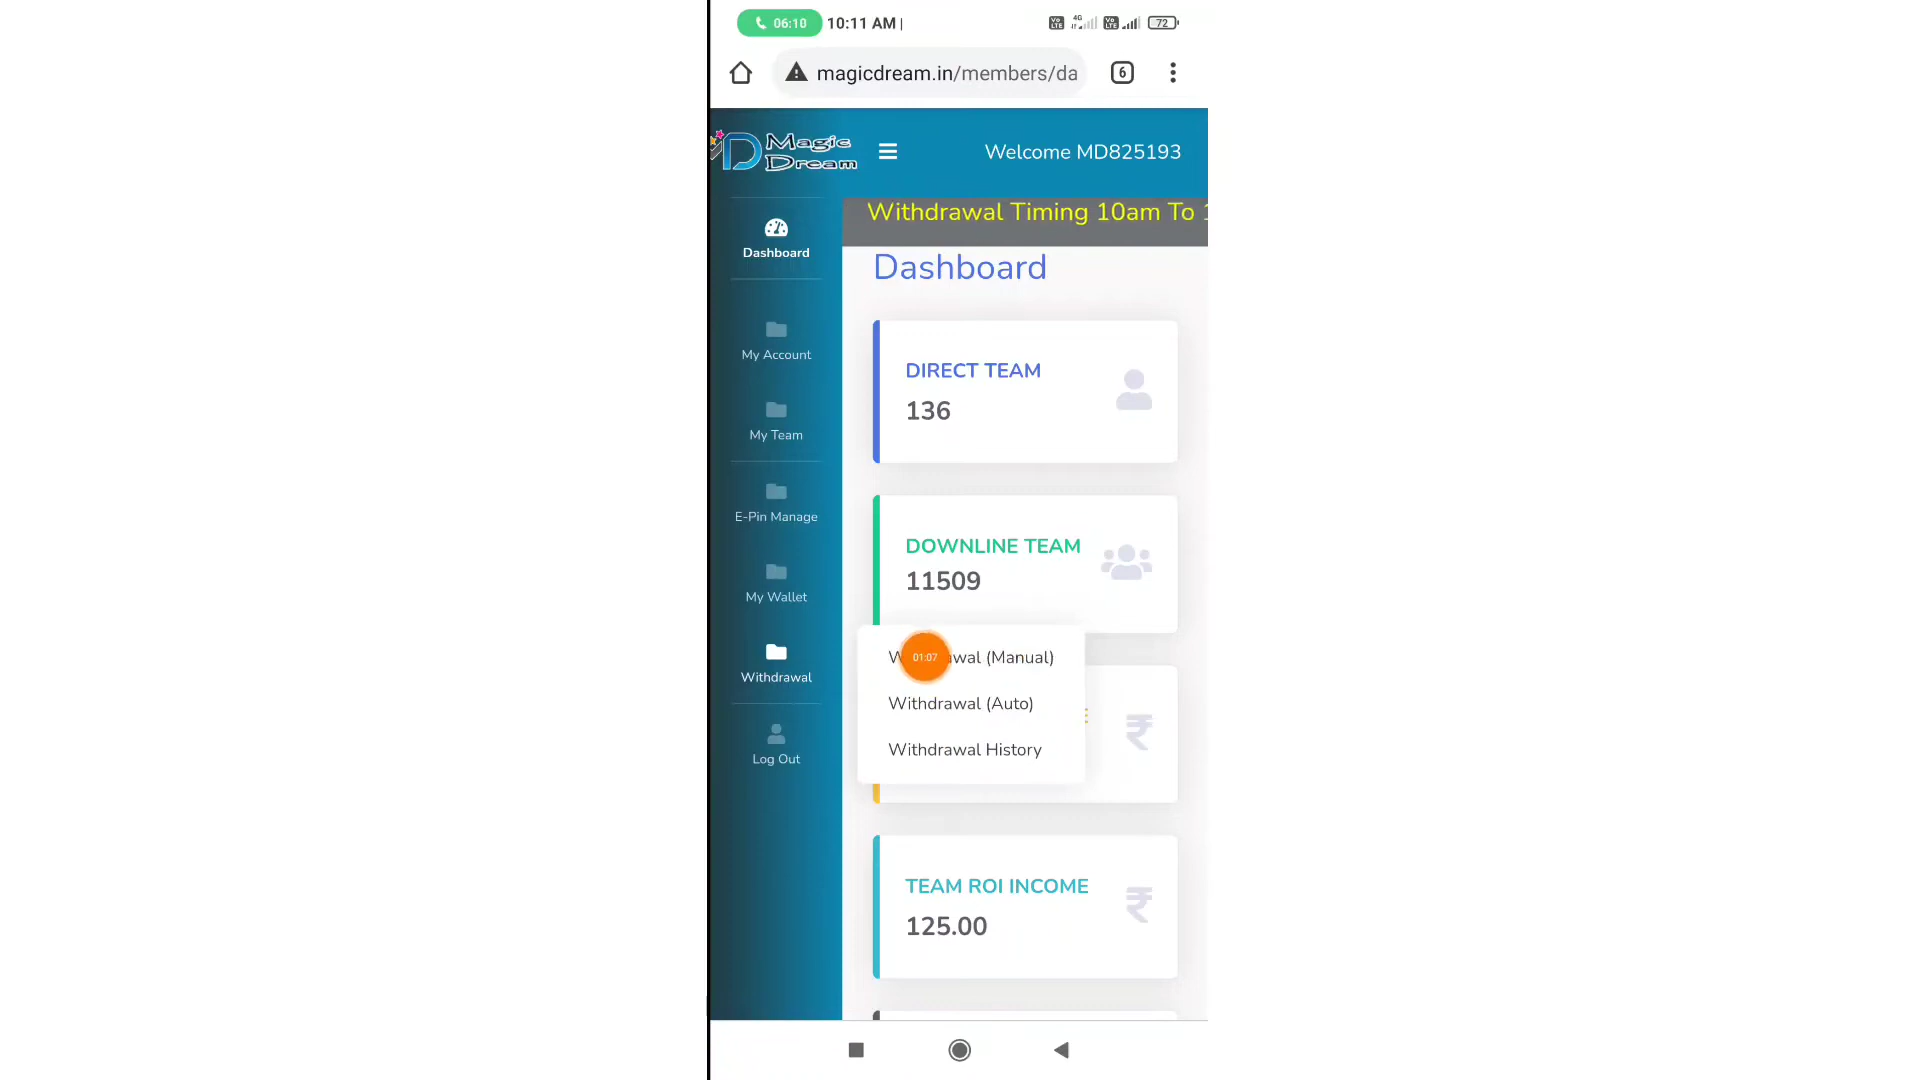 06:10 10:11 AM
72
magicdream.in/members/da
6
Magic
Dream
Welcome MD825193
Withdrawal Timing 10am To
Dashboard
Dashboard
My Account
My Team
E-Pin Manage
My Wallet
Withdrawal
Log Out
DIRECT TEAM
136
DOWNLINE TEAM
11509
01:07
(Manual)
Withdrawal (Auto)
Withdrawal History
TEAM ROI INCOME
125.00